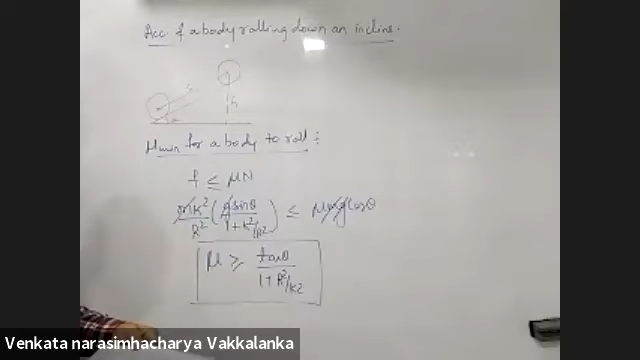 Acc. of a body rolling down an incline.
S
h
μmin for a body to roll :
f ≤ μN
mK²/R² (g sinθ / 1 + K²/R²) ≤ μmg cosθ
μ ≥ tanθ / 1 + R²/K²
Venkata narasimhacharya Vakkalanka